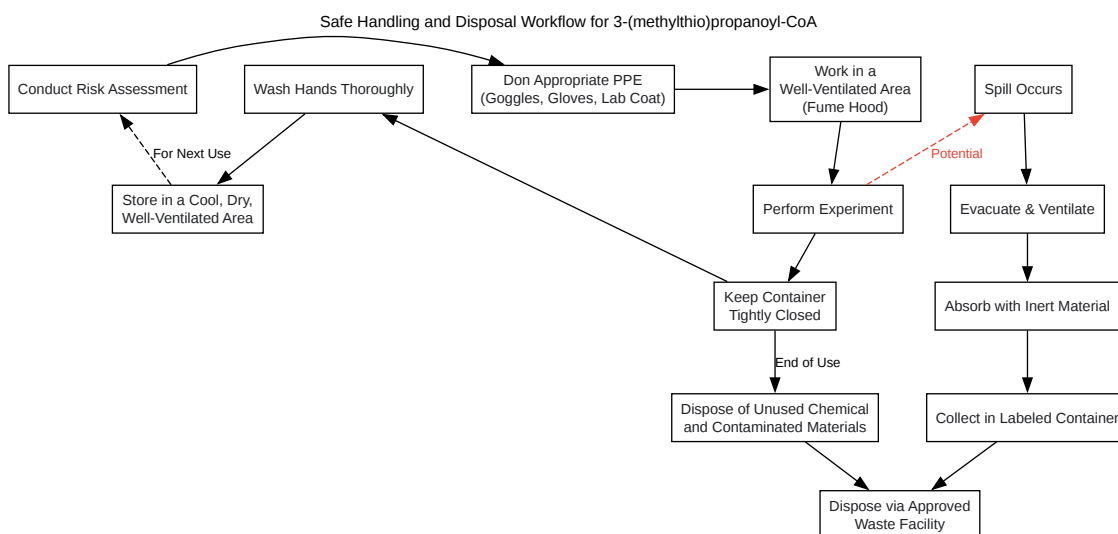 Safe Handling and Disposal Workflow for 3-(methylthio)propanoyl-CoA
Conduct Risk Assessment
Wash Hands Thoroughly
Don Appropriate PPE
(Goggles, Gloves, Lab Coat)
Work in a
Well-Ventilated Area
(Fume Hood)
Spill Occurs
For Next Use
Potential
Store in a Cool, Dry,
Well-Ventilated Area
Perform Experiment
Evacuate & Ventilate
Keep Container
Tightly Closed
Absorb with Inert Material
End of Use
Dispose of Unused Chemical
and Contaminated Materials
Collect in Labeled Container
Dispose via Approved
Waste Facility